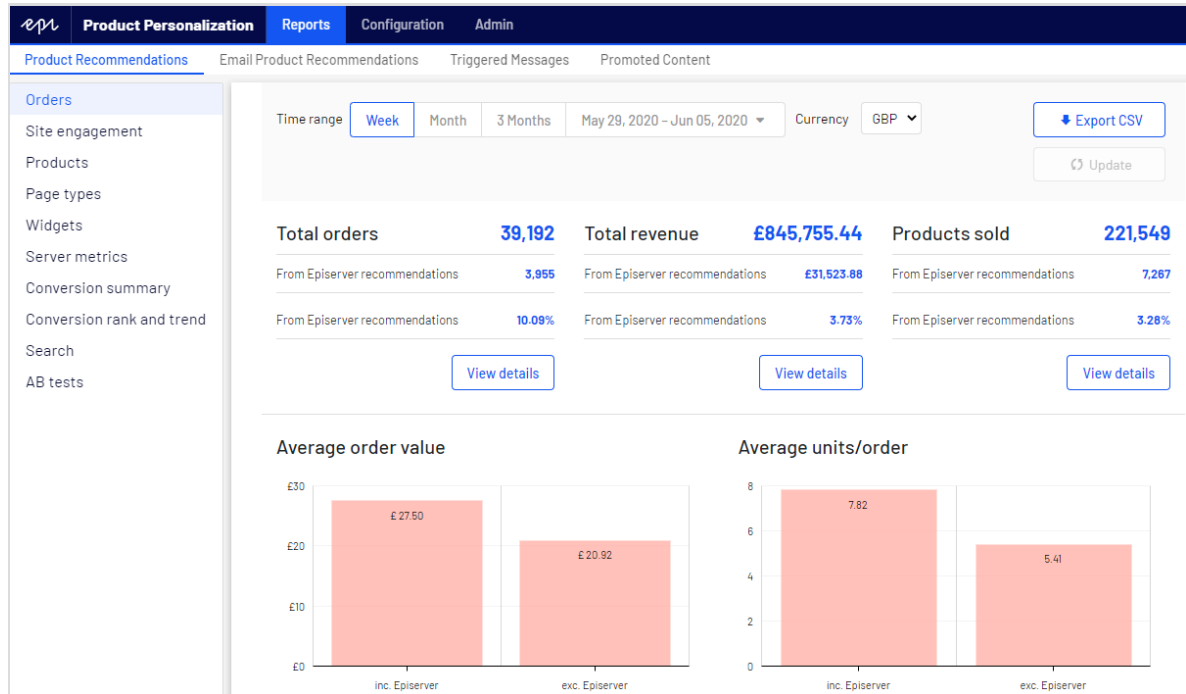 epi Product Personalization Reports Configuration Admin
Product Recommendations Email Product Recommendations Triggered Messages Promoted Content
Orders
Site engagement
Products
Page types
Widgets
Server metrics
Conversion summary
Conversion rank and trend
Search
AB tests
Time range Week Month 3 Months May 29, 2020 – Jun 05, 2020 Currency GBP Export CSV
Update
Total orders 39,192 Total revenue £845,755.44 Products sold 221,549
From Episerver recommendations 3,955 From Episerver recommendations £31,523.88 From Episerver recommendations 7,267
From Episerver recommendations 10.09% From Episerver recommendations 3.73% From Episerver recommendations 3.28%
View details View details View details
Average order value
£30
£20
£10
£0
£ 27.50
£ 20.92
inc. Episerver exc. Episerver
Average units/order
8
6
4
2
0
7.82
5.41
inc. Episerver exc. Episerver